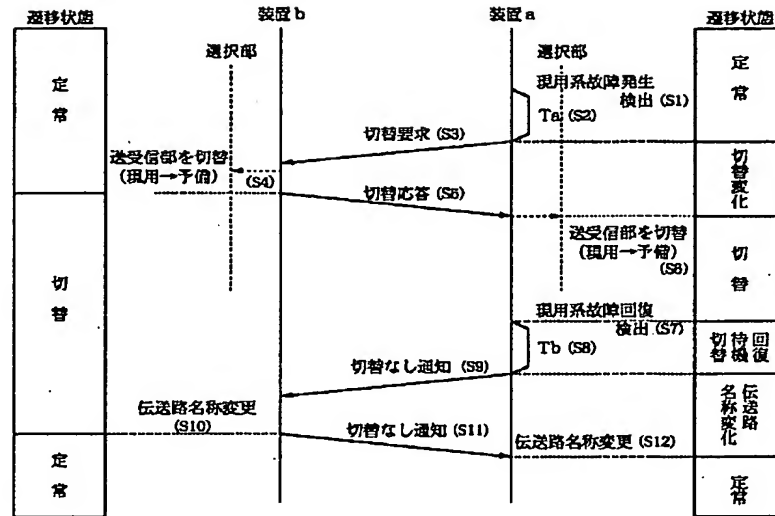 遷移状態
装置b
装置a
遷移状態
選択部
選択部
定常
現用系故障発生
検出 (S1)
定常
Ta (S2)
切替要求 (S3)
送受信部を切替
(現用→予備)
(S4)
切替変化
切替応答 (S5)
送受信部を切替
(現用→予備)
(S6)
切替
切替
現用系故障回復
検出 (S7)
Tb (S8)
回復
待機
切替
切替なし通知 (S9)
伝送路名称変更
(S10)
伝送路
名称変化
切替なし通知 (S11)
伝送路名称変更 (S12)
定常
定常